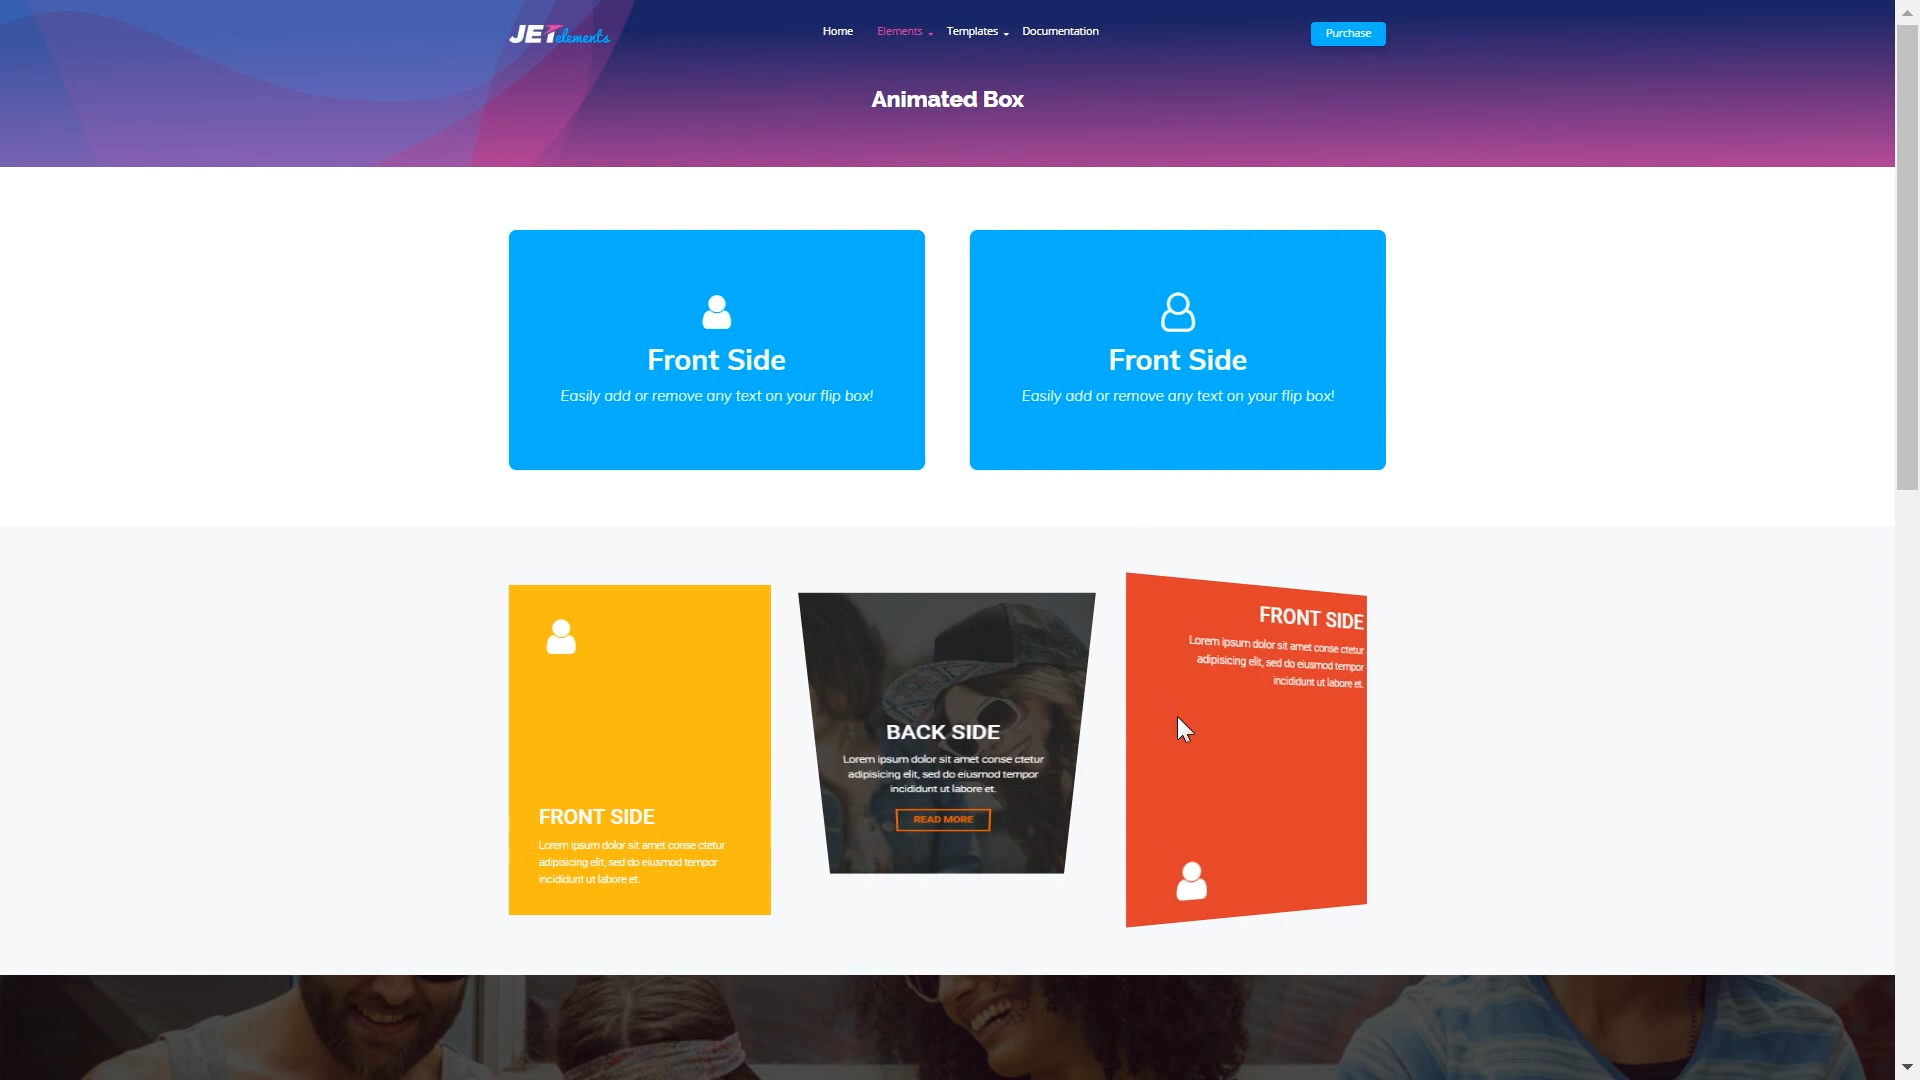 JETelements
Home
Elements
Templates
Documentation
Purchase
Animated Box
Front Side
Easily add or remove any text on your flip box!
Front Side
Easily add or remove any text on your flip box!
FRONT SIDE
Lorem ipsum dolor sit amet conse ctetur
adipisicing elit, sed do eiusmod tempor
incididunt ut labore et.
BACK SIDE
Lorem ipsum dolor sit amet conse ctetur
adipisicing elit, sed do eiusmod tempor
incididunt ut labore et.
READ MORE
FRONT SIDE
Lorem ipsum dolor sit amet conse ctetur
adipisicing elit, sed do eiusmod tempor
incididunt ut labore et.